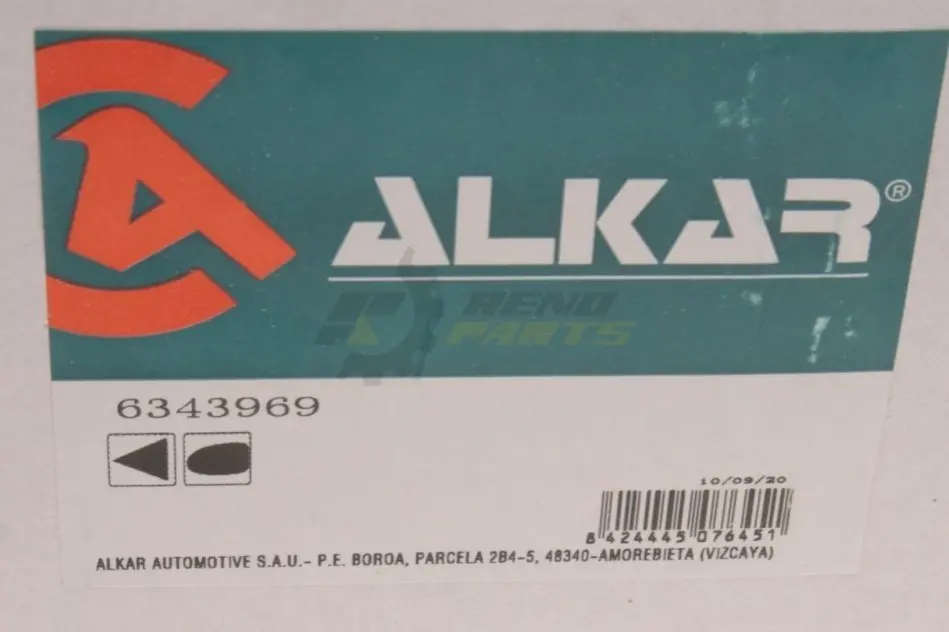 ALKAR®
RENO
PARTS
6343969
10/09/20
8 424445 076451
ALKAR AUTOMOTIVE S.A.U.- P.E. BOROA, PARCELA 2B4-5, 48340-AMOREBIETA (VIZCAYA)